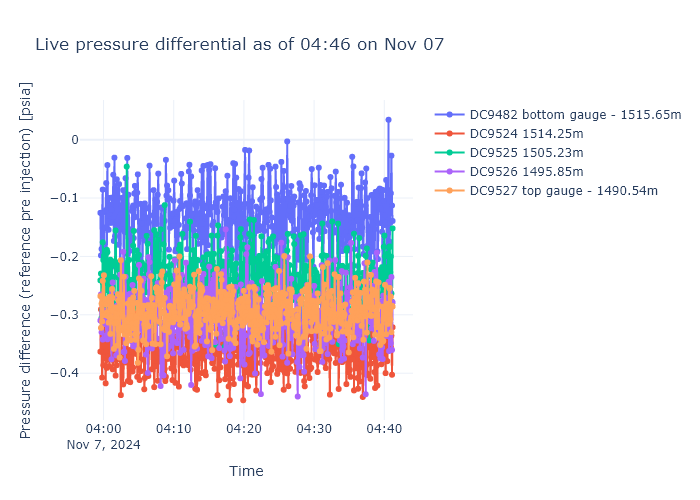 Live pressure differential as of 04:46 on Nov 07
Pressure difference (reference pre injection) [psia]
0
−0.1
−0.2
−0.3
−0.4
04:00
Nov 7, 2024
04:10
04:20
04:30
04:40
Time
DC9482 bottom gauge - 1515.65m
DC9524 1514.25m
DC9525 1505.23m
DC9526 1495.85m
DC9527 top gauge - 1490.54m